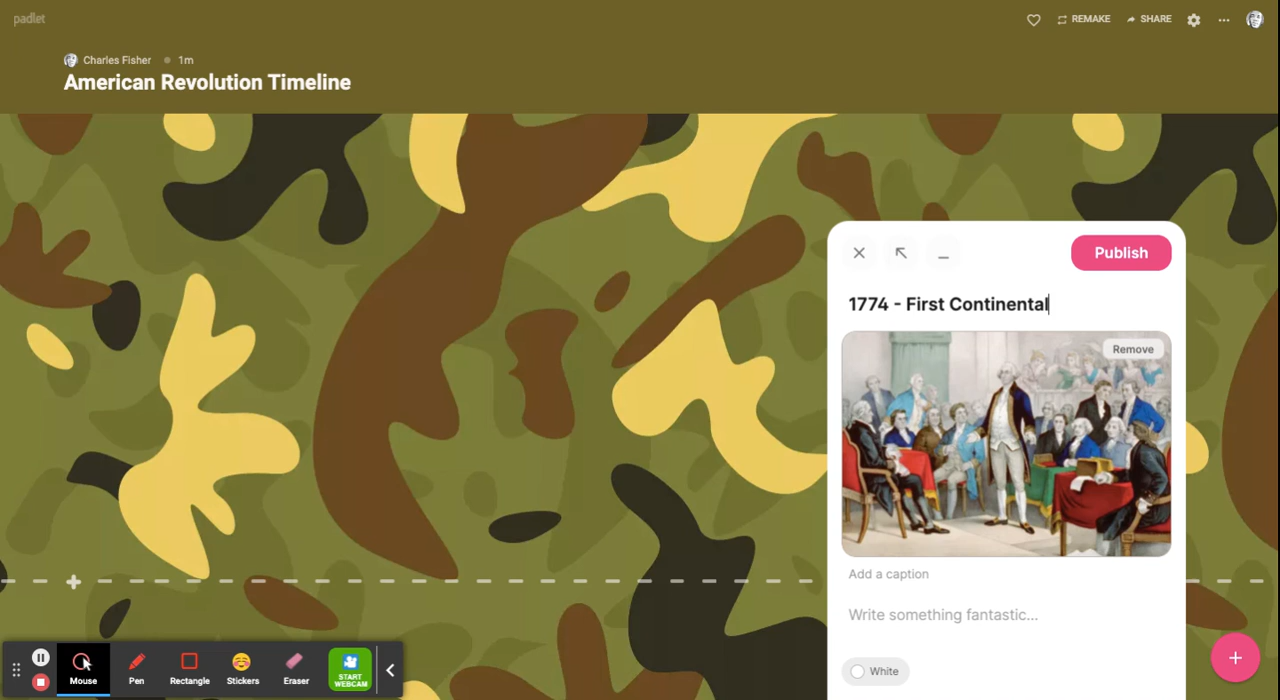 padlet
REMAKE
SHARE
Charles Fisher
1m
American Revolution Timeline
Publish
1774 - First Continental
Remove
Add a caption
Write something fantastic...
White
Mouse
Pen
Rectangle
Stickers
Eraser
START
WEBCAM